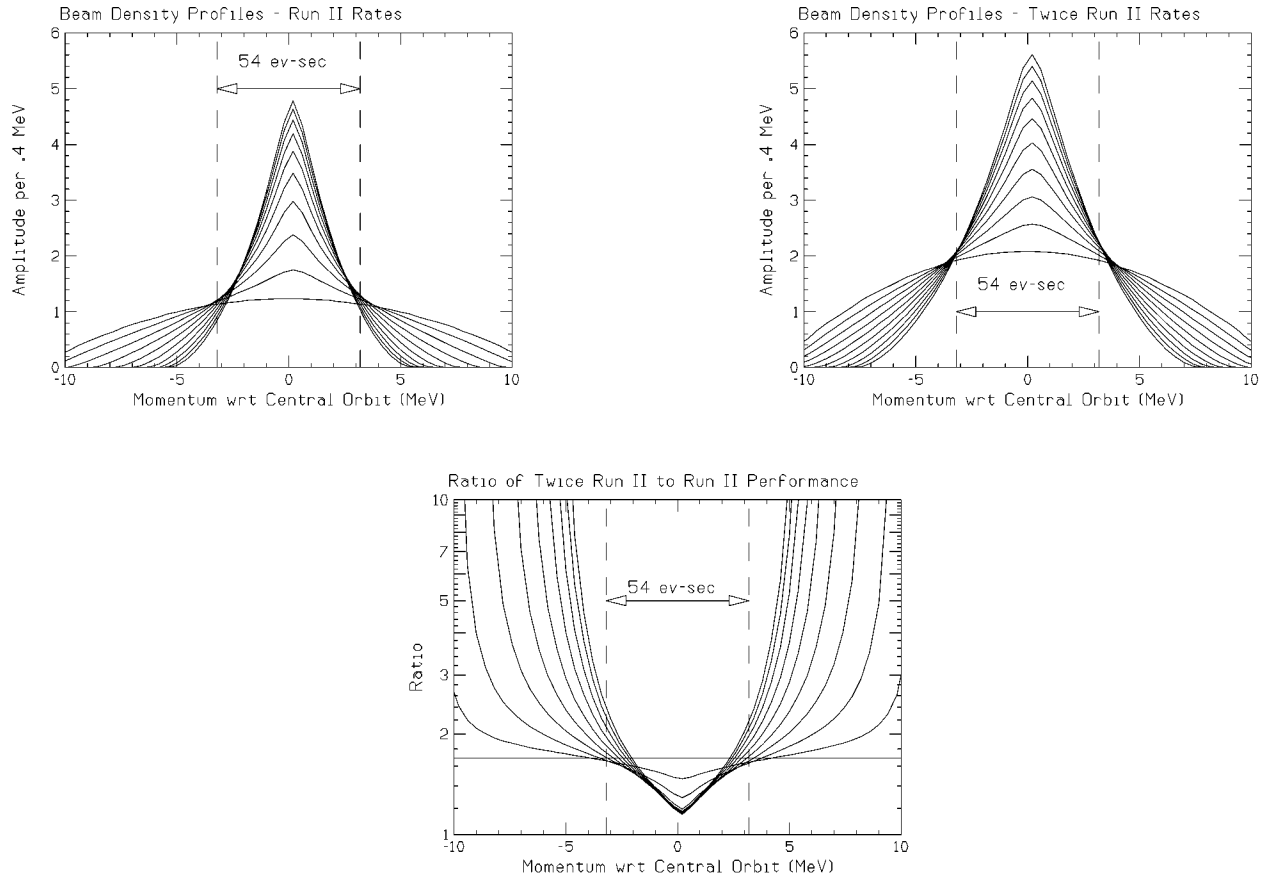 Beam Density Profiles - Run II Rates
6
5
4
3
2
1
0
54 ev-sec
Amplitude per .4 MeV
-10
-5
0
5
10
Momentum wrt Central Orbit (MeV)
Beam Density Profiles - Twice Run II Rates
6
5
4
3
2
1
0
54 ev-sec
Amplitude per .4 MeV
-10
-5
0
5
10
Momentum wrt Central Orbit (MeV)
Ratio of Twice Run II to Run II Performance
10
7
5
3
2
1
54 ev-sec
Ratio
-10
-5
0
5
10
Momentum wrt Central Orbit (MeV)